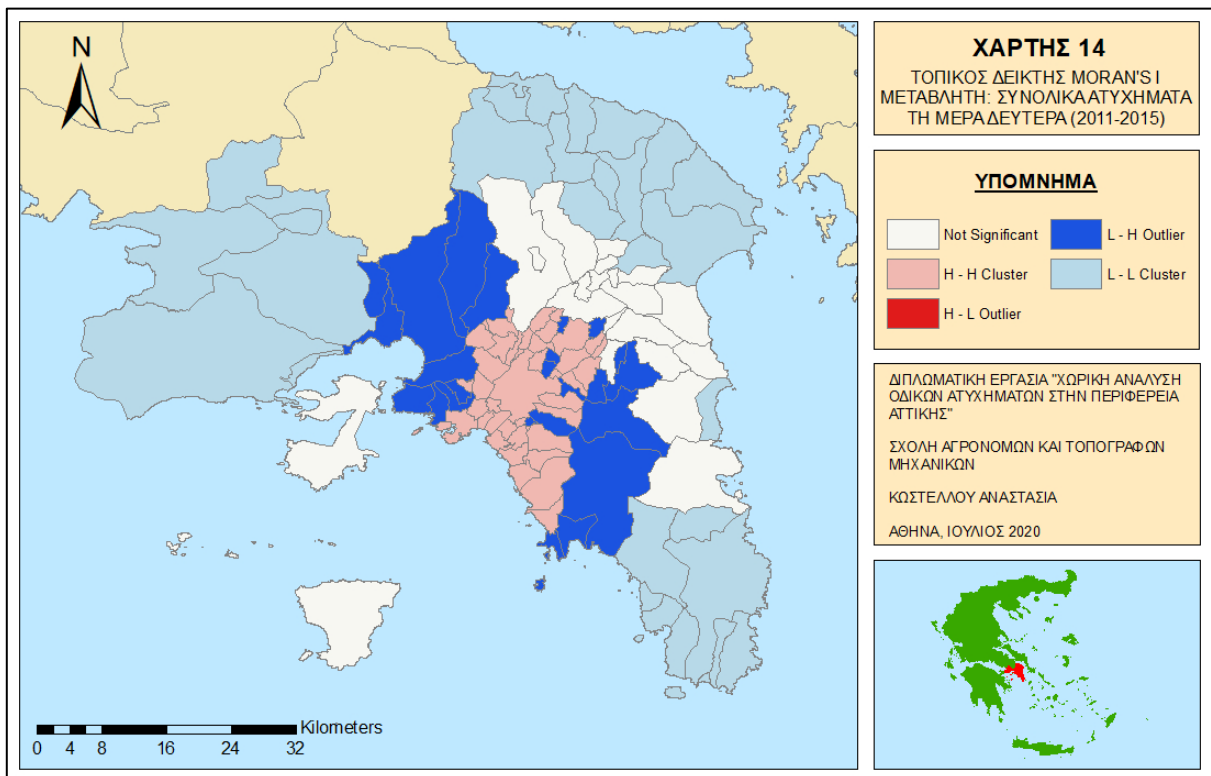 N
ΧΑΡΤΗΣ 14
ΤΟΠΙΚΟΣ ΔΕΙΚΤΗΣ MORAN'S I
ΜΕΤΑΒΛΗΤΗ: ΣΥΝΟΛΙΚΑ ΑΤΥΧΗΜΑΤΑ
ΤΗ ΜΕΡΑ ΔΕΥΤΕΡΑ (2011-2015)
ΥΠΟΜΝΗΜΑ
Not Significant
L - H Outlier
H - H Cluster
L - L Cluster
H - L Outlier
ΔΙΠΛΩΜΑΤΙΚΗ ΕΡΓΑΣΙΑ "ΧΩΡΙΚΗ ΑΝΑΛΥΣΗ
ΟΔΙΚΩΝ ΑΤΥΧΗΜΑΤΩΝ ΣΤΗΝ ΠΕΡΙΦΕΡΕΙΑ
ΑΤΤΙΚΗΣ"
ΣΧΟΛΗ ΑΓΡΟΝΟΜΩΝ ΚΑΙ ΤΟΠΟΓΡΑΦΩΝ
ΜΗΧΑΝΙΚΩΝ
ΚΩΣΤΕΛΛΟΥ ΑΝΑΣΤΑΣΙΑ
ΑΘΗΝΑ, ΙΟΥΛΙΟΣ 2020
Kilometers
0 4 8 16 24 32